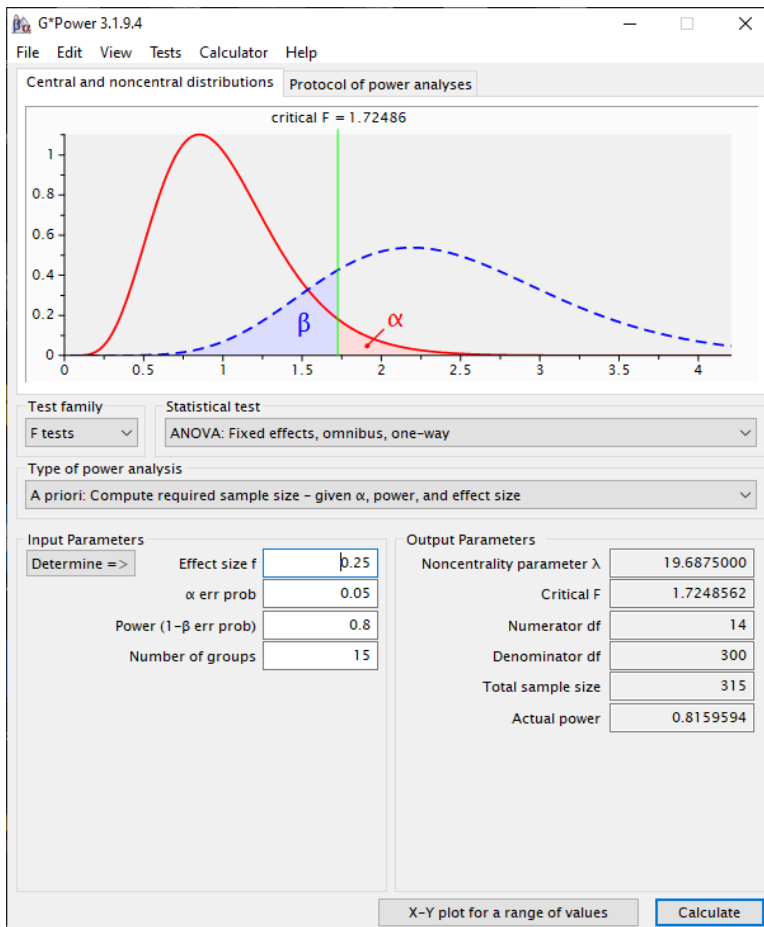 G*Power 3.1.9.4
File Edit View Tests Calculator Help
Central and noncentral distributions Protocol of power analyses
critical F = 1.72486
1
0.8
0.6
0.4
0.2
0
β
α
0 0.5 1 1.5 2 2.5 3 3.5 4
Test family Statistical test
F tests ANOVA: Fixed effects, omnibus, one-way
Type of power analysis
A priori: Compute required sample size - given α, power, and effect size
Input Parameters Output Parameters
Determine => Effect size f 0.25 Noncentrality parameter λ 19.6875000
α err prob 0.05 Critical F 1.7248562
Power (1-β err prob) 0.8 Numerator df 14
Number of groups 15 Denominator df 300
Total sample size 315
Actual power 0.8159594
X-Y plot for a range of values Calculate